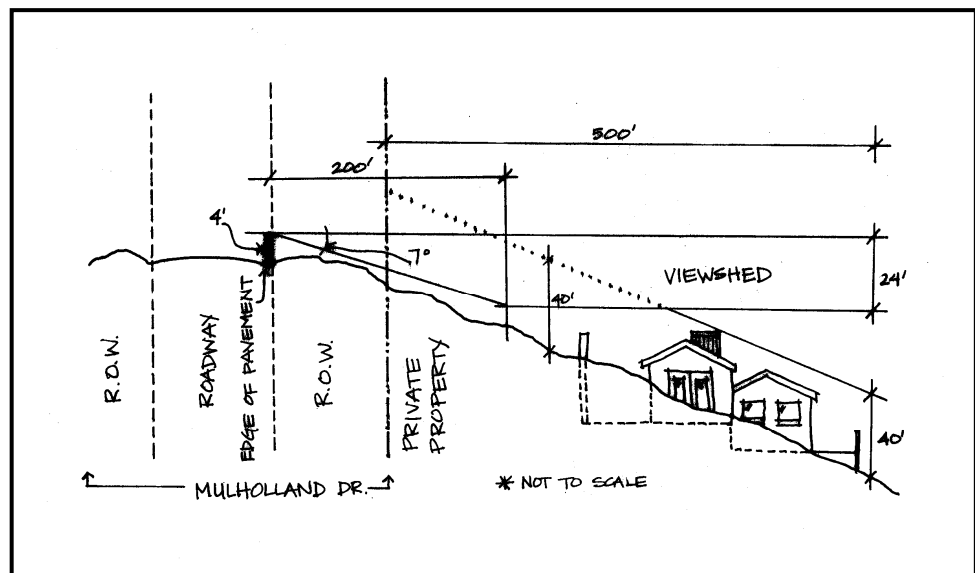 500'
200'
4'
7°
VIEWSHED
24'
40'
R.O.W.
ROADWAY
EDGE OF PAVEMENT
R.O.W.
PRIVATE
PROPERTY
40'
MULHOLLAND DR.
* NOT TO SCALE